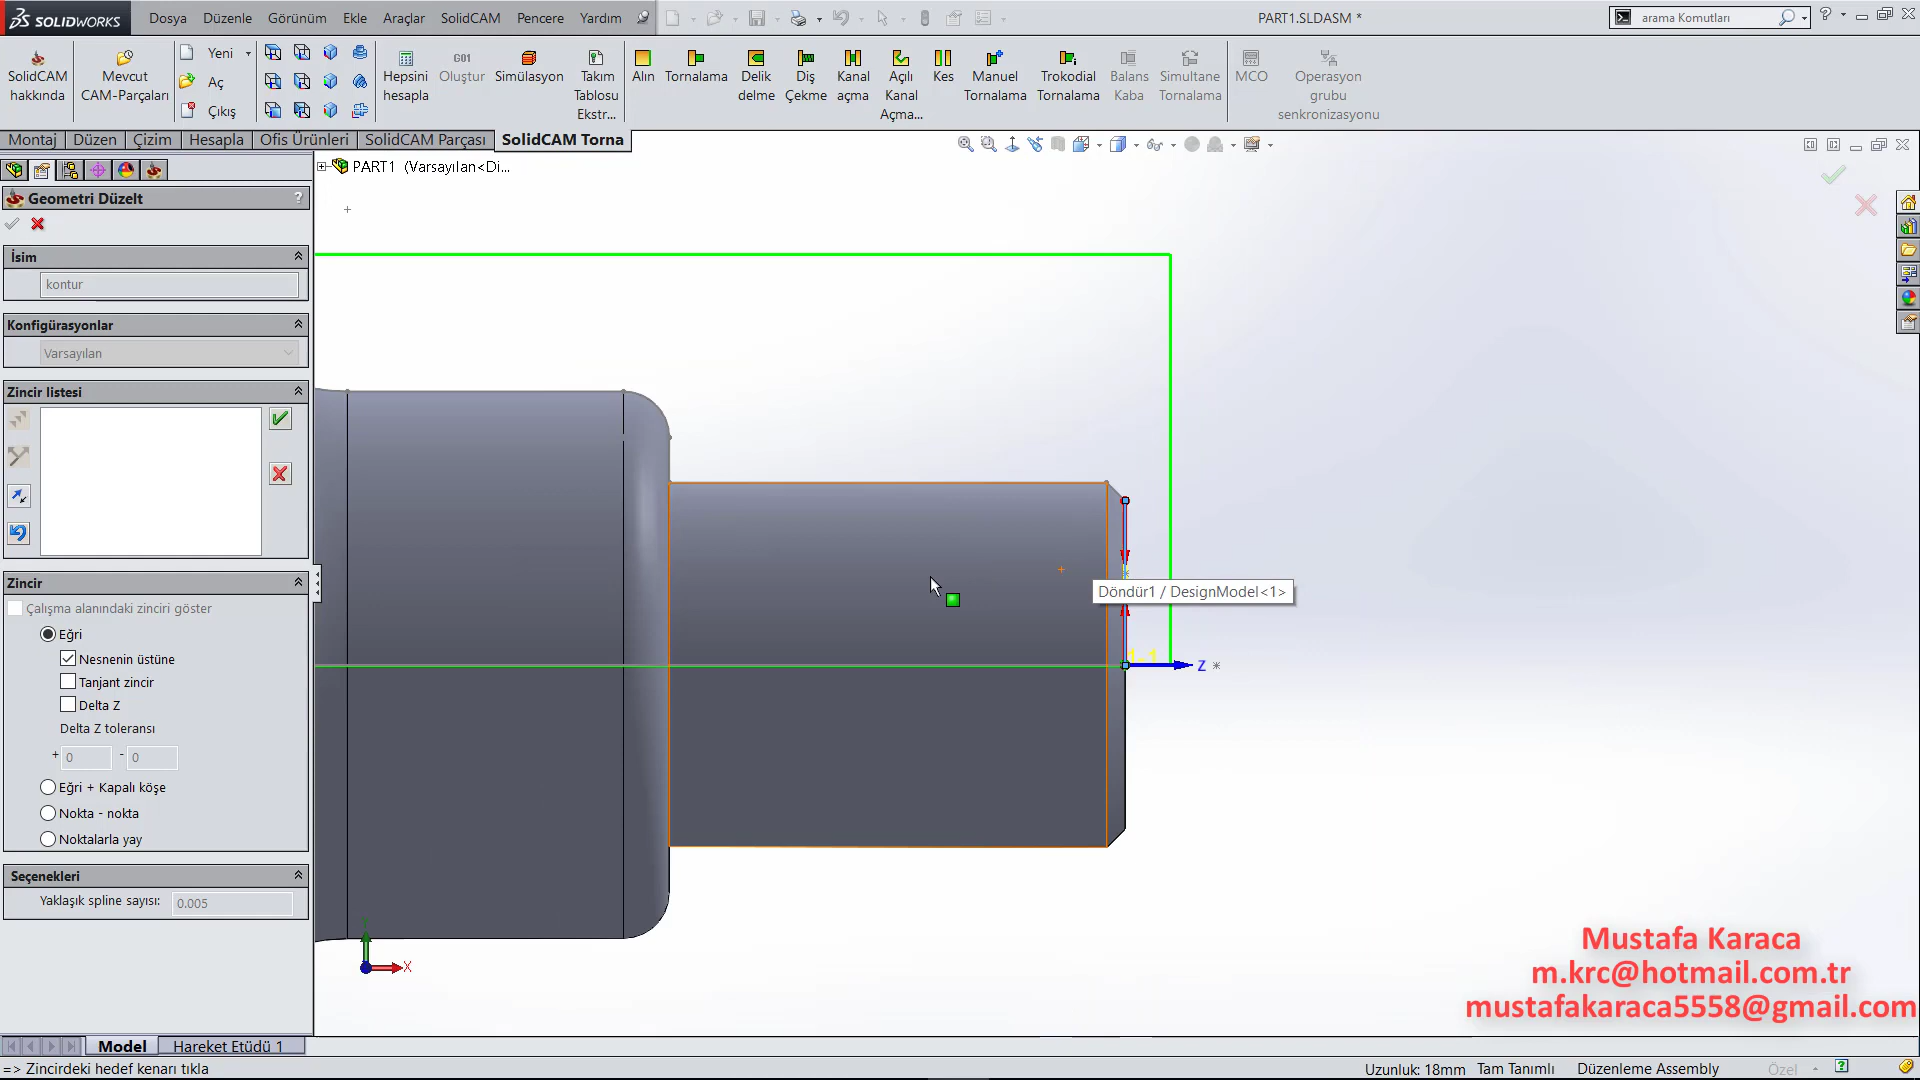 SOLIDWORKS
Dosya Düzenle Görünüm Ekle Araçlar SolidCAM Pencere Yardım
PART1.SLDASM *
arama Komutları
SolidCAM hakkında
Mevcut CAM-Parçaları
Yeni
Aç
Çıkış
Hepsini hesapla
G01
Oluştur
Simülasyon
Takım Tablosu Ekstr...
Alın
Tornalama
Delik delme
Diş Çekme
Kanal açma
Açılı Kanal Açma...
Kes
Manuel Tornalama
Trokodial Tornalama
Balans Kaba
Simultane Tornalama
MCO
Operasyon grubu senkronizasyonu
Montaj Düzen Çizim Hesapla Ofis Ürünleri SolidCAM Parçası SolidCAM Torna
PART1 (Varsayılan<Di...
Geometri Düzelt
?
İsim
kontur
Konfigürasyonlar
Varsayılan
Zincir listesi
Zincir
Çalışma alanındaki zinciri göster
Eğri
Nesnenin üstüne
Tanjant zincir
Delta Z
Delta Z toleransı
+ 0 - 0
Eğri + Kapalı köşe
Nokta - nokta
Noktalarla yay
Seçenekleri
Yaklaşık spline sayısı: 0.005
Döndür1 / DesignModel<1>
Z
X
Mustafa Karaca
m.krc@hotmail.com.tr
mustafakaraca5558@gmail.com
Model Hareket Etüdü 1
=> Zincirdeki hedef kenarı tıkla
Uzunluk: 18mm Tam Tanımlı Düzenleme Assembly Özel